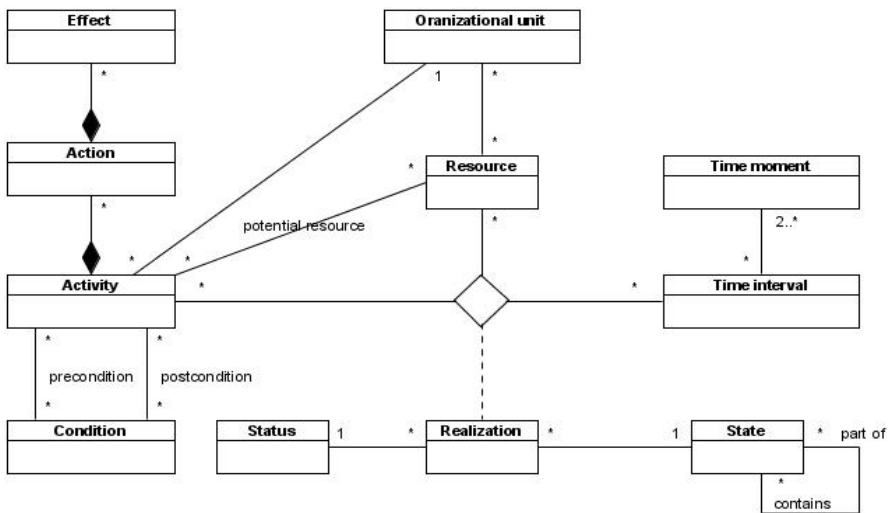 Effect
Oranizational unit
*
1
*
*
Action
*
Resource
Time moment
*
potential resource
*
2..*
*
*
*
Activity
*
*
*
Time interval
*
*
precondition
postcondition
*
*
Condition
Status
1
*
Realization
*
1
State
*
part of
*
contains